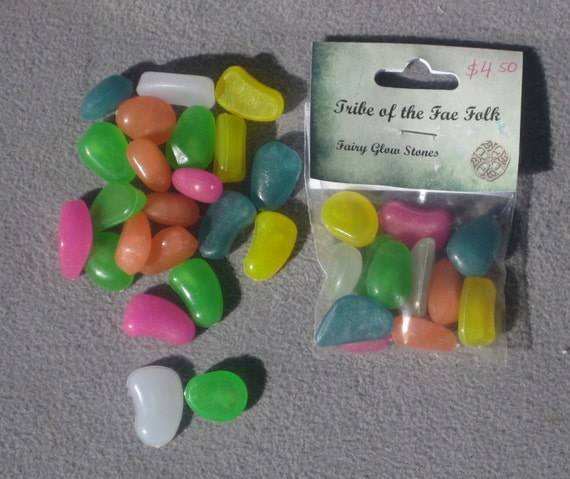 $4.50
Tribe of the Fae Folk
Fairy Glow Stones